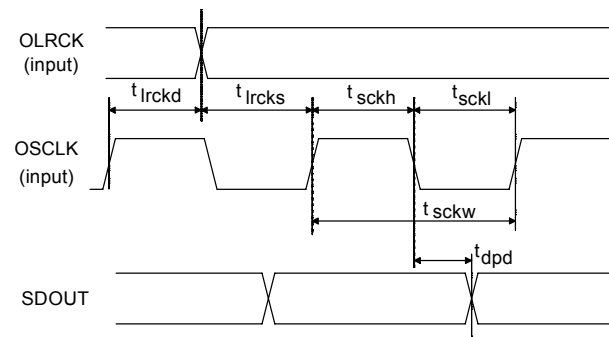 OLRCK
(input)
t lrckd
t lrcks
t sckh
t sckl
OSCLK
(input)
t sckw
t dpd
SDOUT